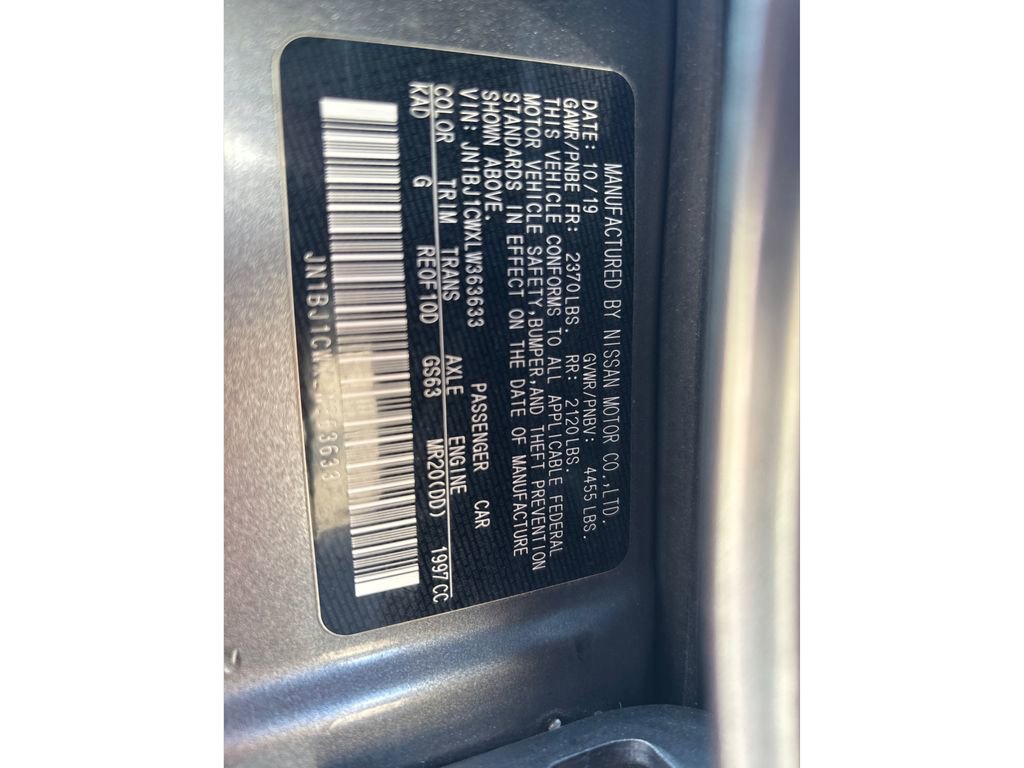 MANUFACTURED BY NISSAN MOTOR CO.,LTD.
DATE: 10/19 GVWR/PNBV: 4455 LBS.
GAWR/PNBE FR: 2370LBS. RR: 2120LBS.
THIS VEHICLE CONFORMS TO ALL APPLICABLE FEDERAL
MOTOR VEHICLE SAFETY,BUMPER,AND THEFT PREVENTION
STANDARDS IN EFFECT ON THE DATE OF MANUFACTURE
SHOWN ABOVE.
VIN: JN1BJ1CWXLW363633 PASSENGER CAR
COLOR TRIM TRANS AXLE ENGINE
KAD G RE0F10D GS63 MR20(DD) 1997CC
JN1BJ1CWXLW363633